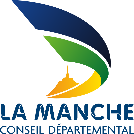 LA MANCHE
CONSEIL DÉPARTEMENTAL